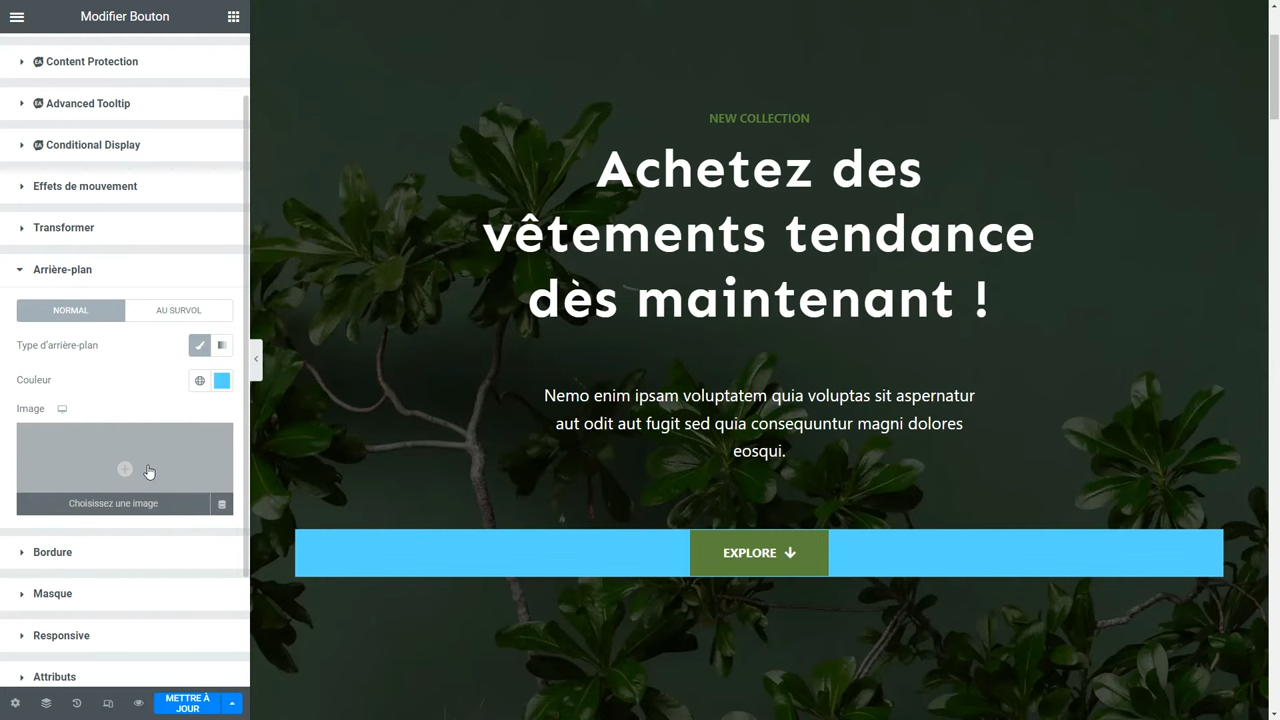 Modifier Bouton
Content Protection
Advanced Tooltip
Conditional Display
Effets de mouvement
Transformer
Arrière-plan
NORMAL
AU SURVOL
Type d'arrière-plan
Couleur
Image
Choisissez une image
Bordure
Masque
Responsive
Attributs
METTRE À
JOUR
NEW COLLECTION
Achetez des
vêtements tendance
dès maintenant !
Nemo enim ipsam voluptatem quia voluptas sit aspernatur
aut odit aut fugit sed quia consequuntur magni dolores
eosqui.
EXPLORE